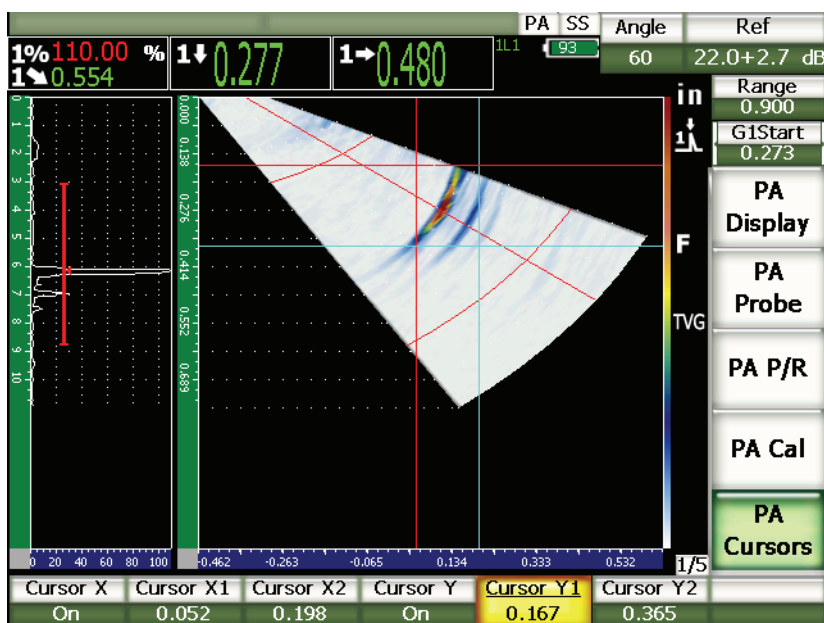 PA SS Angle Ref
1% 110.00 % 1 0.277 1 0.480 1L1 93 60 22.0+2.7 dB
1 0.554
Range
0.900
G1Start
0.273
in
1
F
TVG
PA Display
PA Probe
PA P/R
PA Cal
PA Cursors
0 1 2 3 4 5 6 7 8 9 10
0.000 0.138 0.276 0.414 0.552 0.689
0 20 40 60 80 100
-0.462 -0.263 -0.065 0.134 0.333 0.532
1/5
Cursor X Cursor X1 Cursor X2 Cursor Y Cursor Y1 Cursor Y2
On 0.052 0.198 On 0.167 0.365